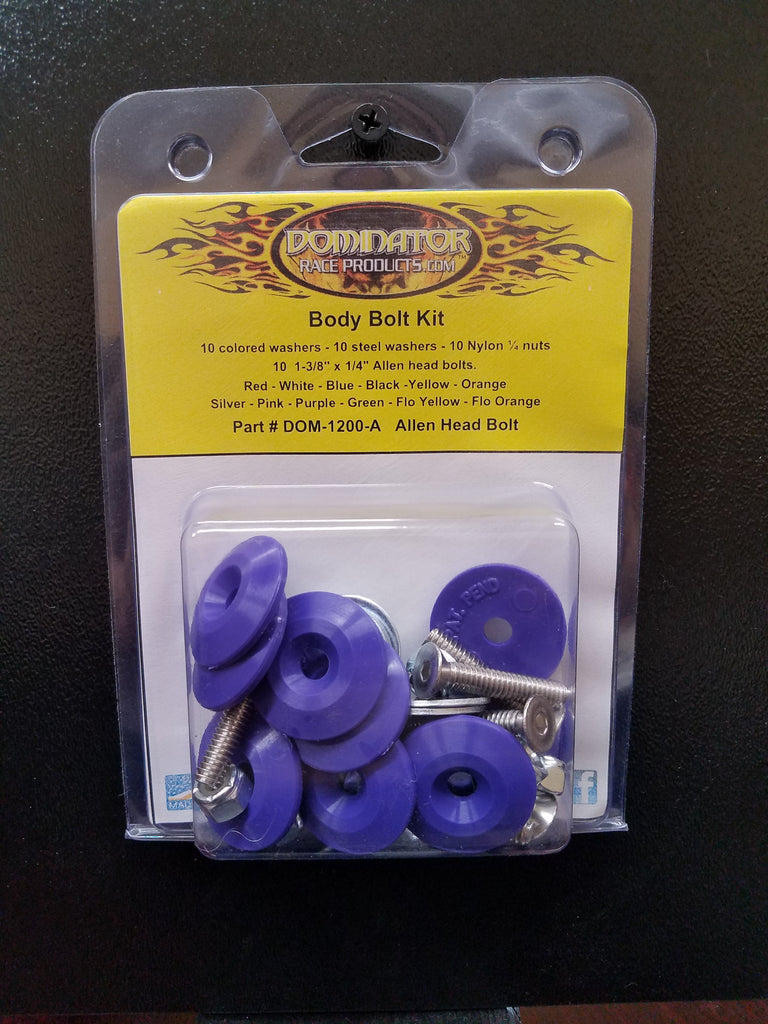 DOMINATOR
RACE PRODUCTS.COM
Body Bolt Kit
10 colored washers - 10 steel washers - 10 Nylon ¼ nuts
10  1-3/8" x 1/4" Allen head bolts.
Red - White - Blue - Black -Yellow - Orange
Silver - Pink - Purple - Green - Flo Yellow - Flo Orange
Part # DOM-1200-A   Allen Head Bolt
PEND
f